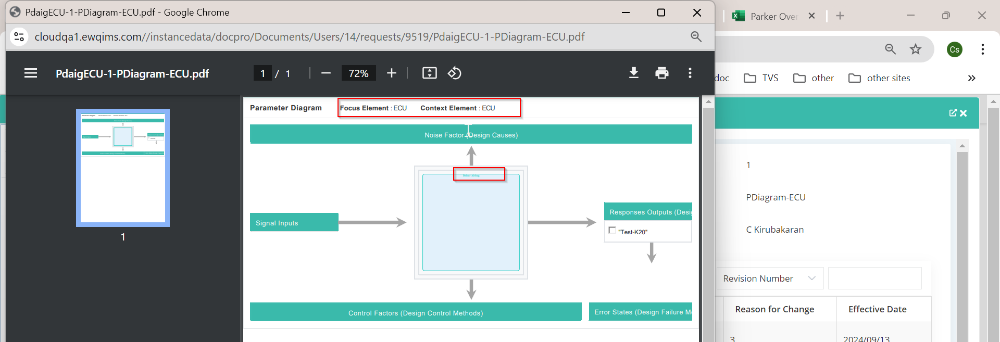 PdaigECU-1-PDiagram-ECU.pdf - Google Chrome
Parker Over
cloudqa1.ewqims.com//instancedata/docpro/Documents/Users/14/requests/9519/PdaigECU-1-PDiagram-ECU.pdf
Cs
PdaigECU-1-PDiagram-ECU.pdf
1 / 1
72%
doc
TVS
other
other sites
Parameter Diagram Focus Element : ECU Context Element : ECU
Noise Factor (Design Causes)
Signal Inputs
Responses Outputs (Desig
"Test-K20"
Control Factors (Design Control Methods)
Error States (Design Failure Mo
1
1
PDiagram-ECU
C Kirubakaran
Revision Number
Reason for Change
Effective Date
3
2024/09/13